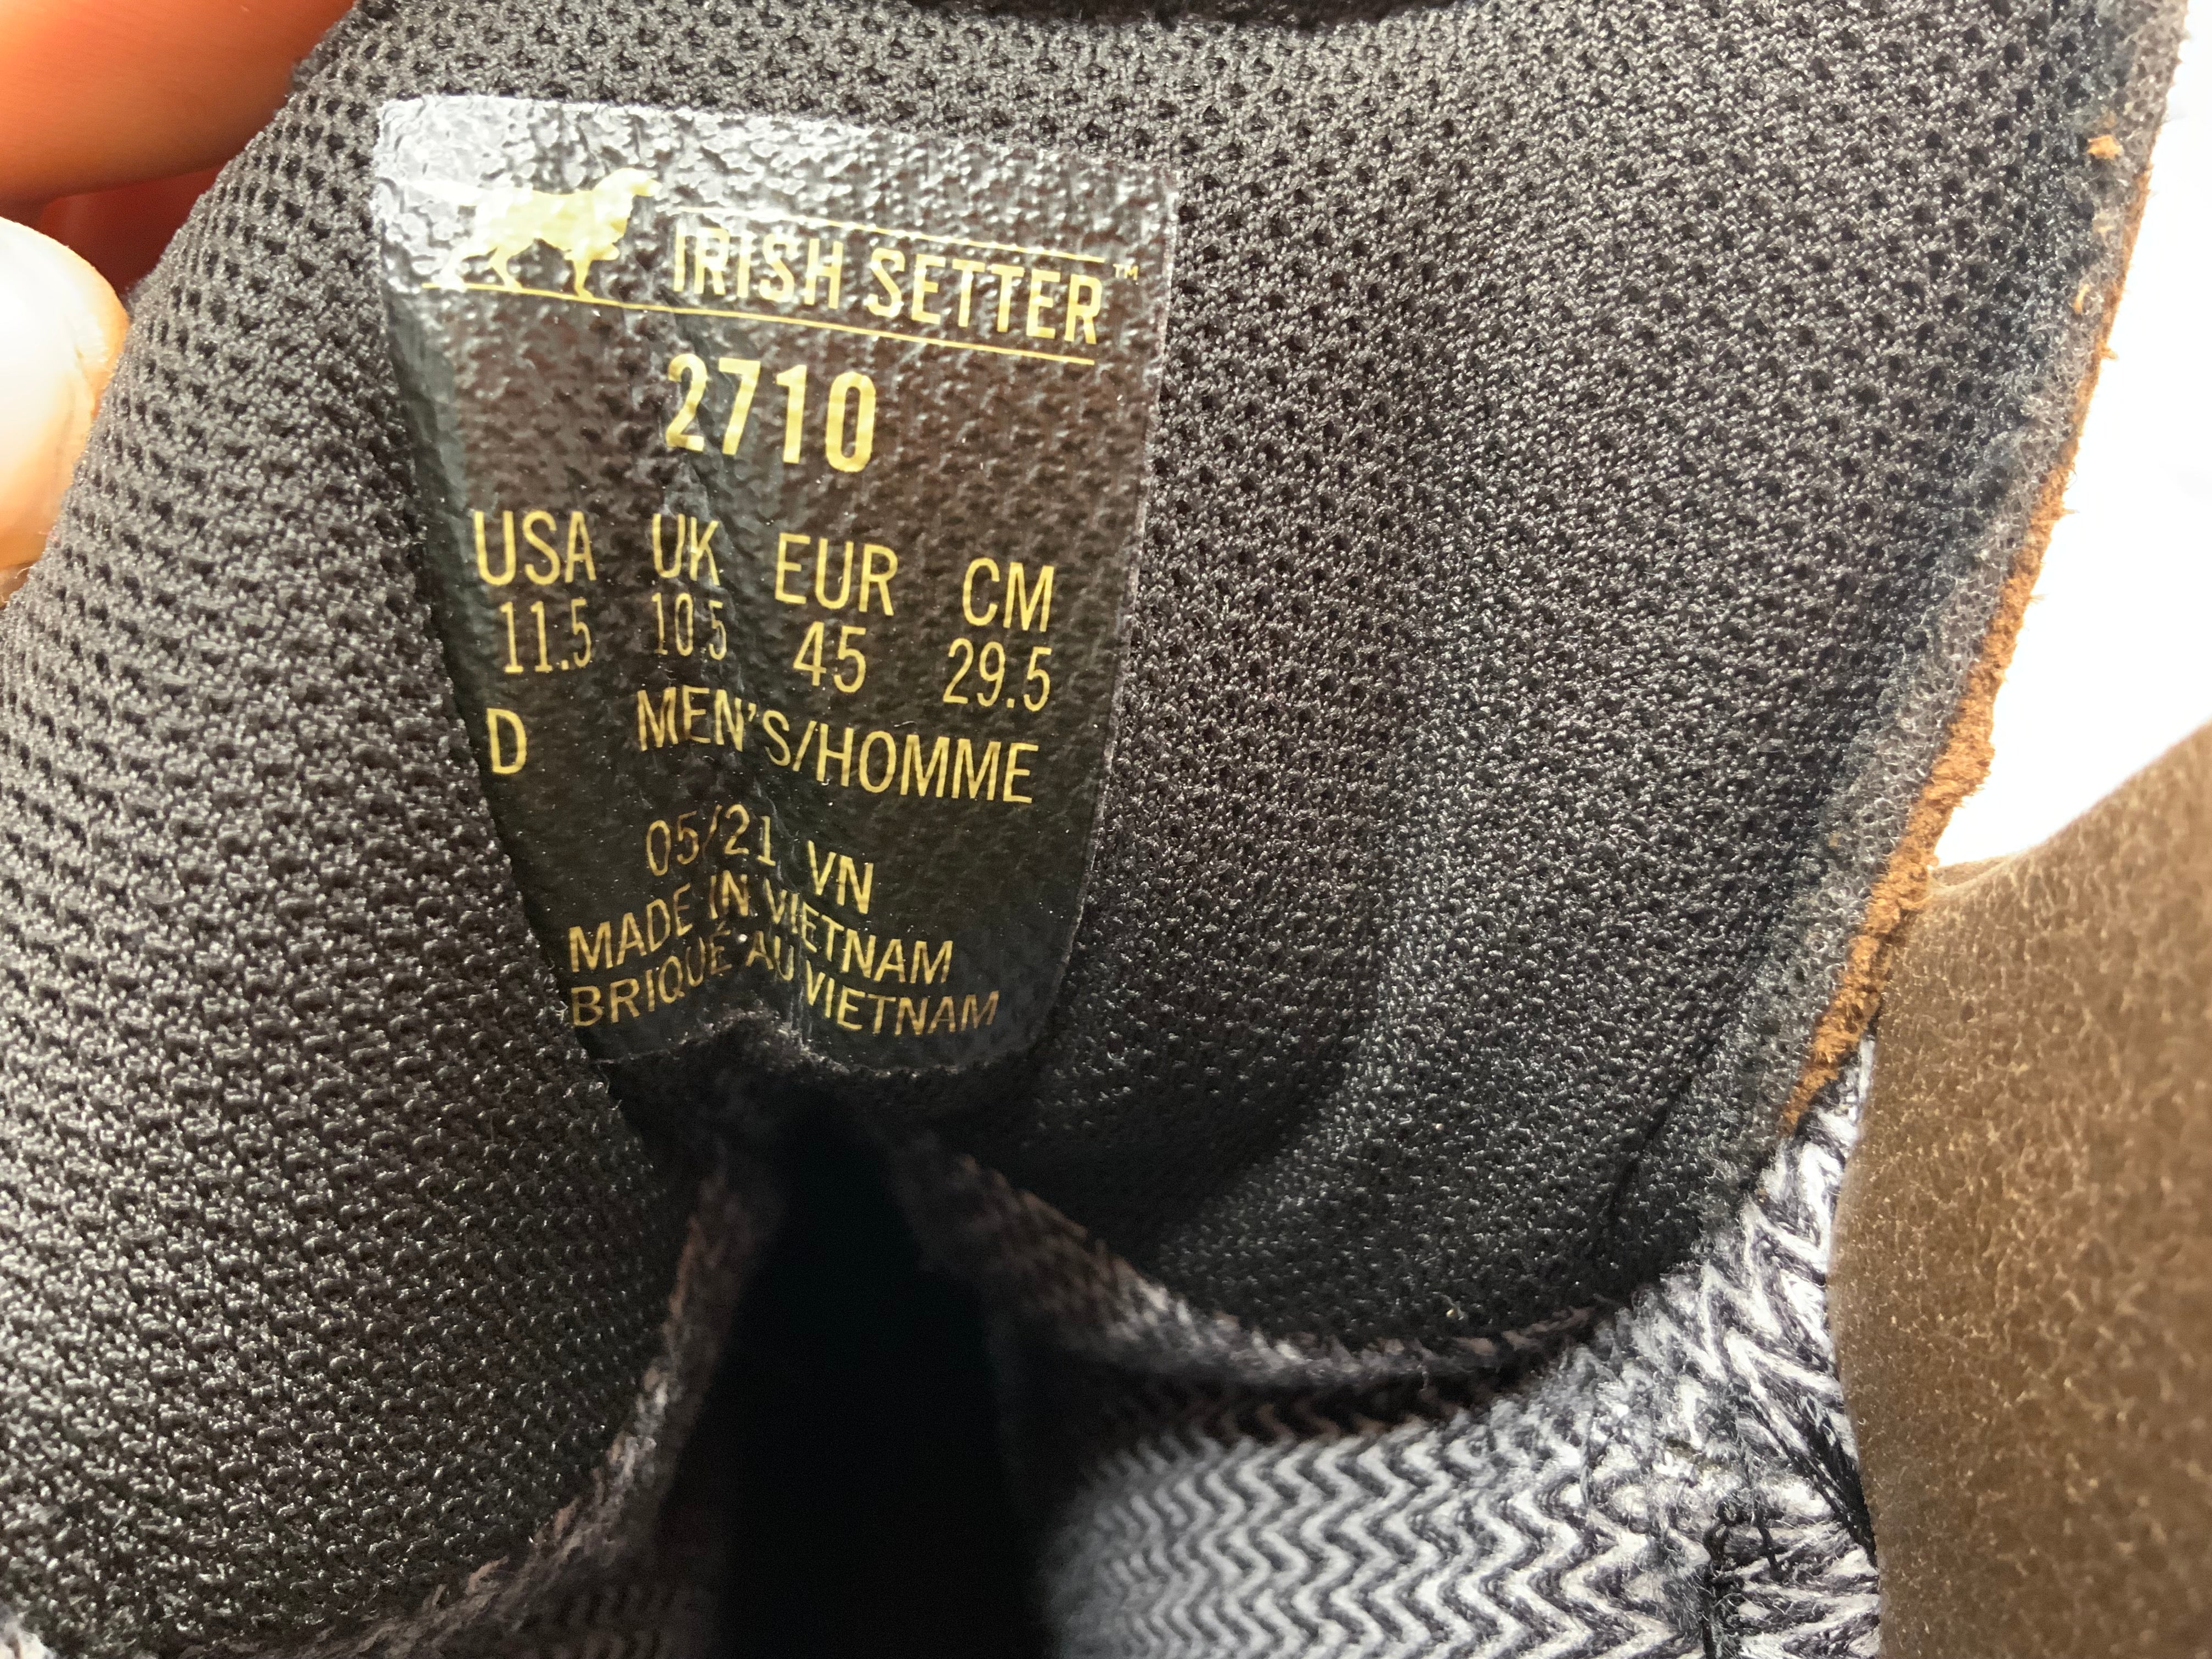 IRISH SETTER™
2710
USA UK EUR CM
11.5 10.5 45 29.5
D MEN'S/HOMME
05/21 VN
MADE IN VIETNAM
BRIQUÉ AU VIETNAM